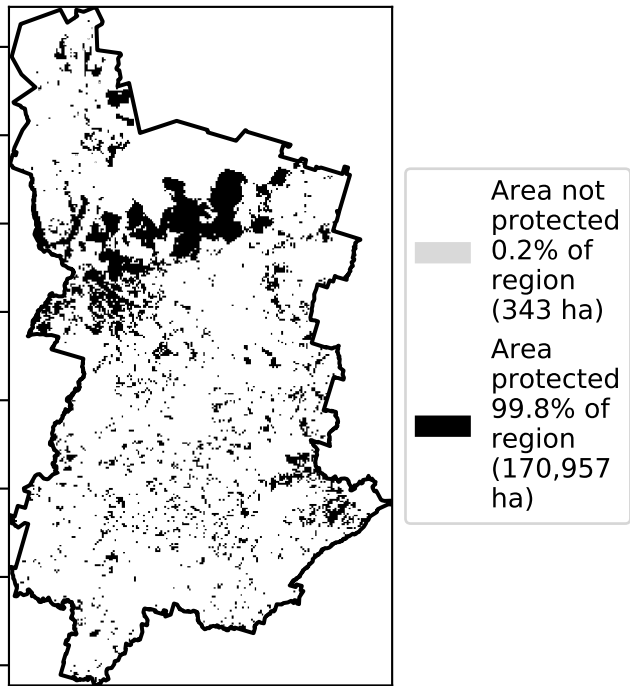 Area not
protected
0.2% of
region
(343 ha)
Area
protected
99.8% of
region
(170,957
ha)